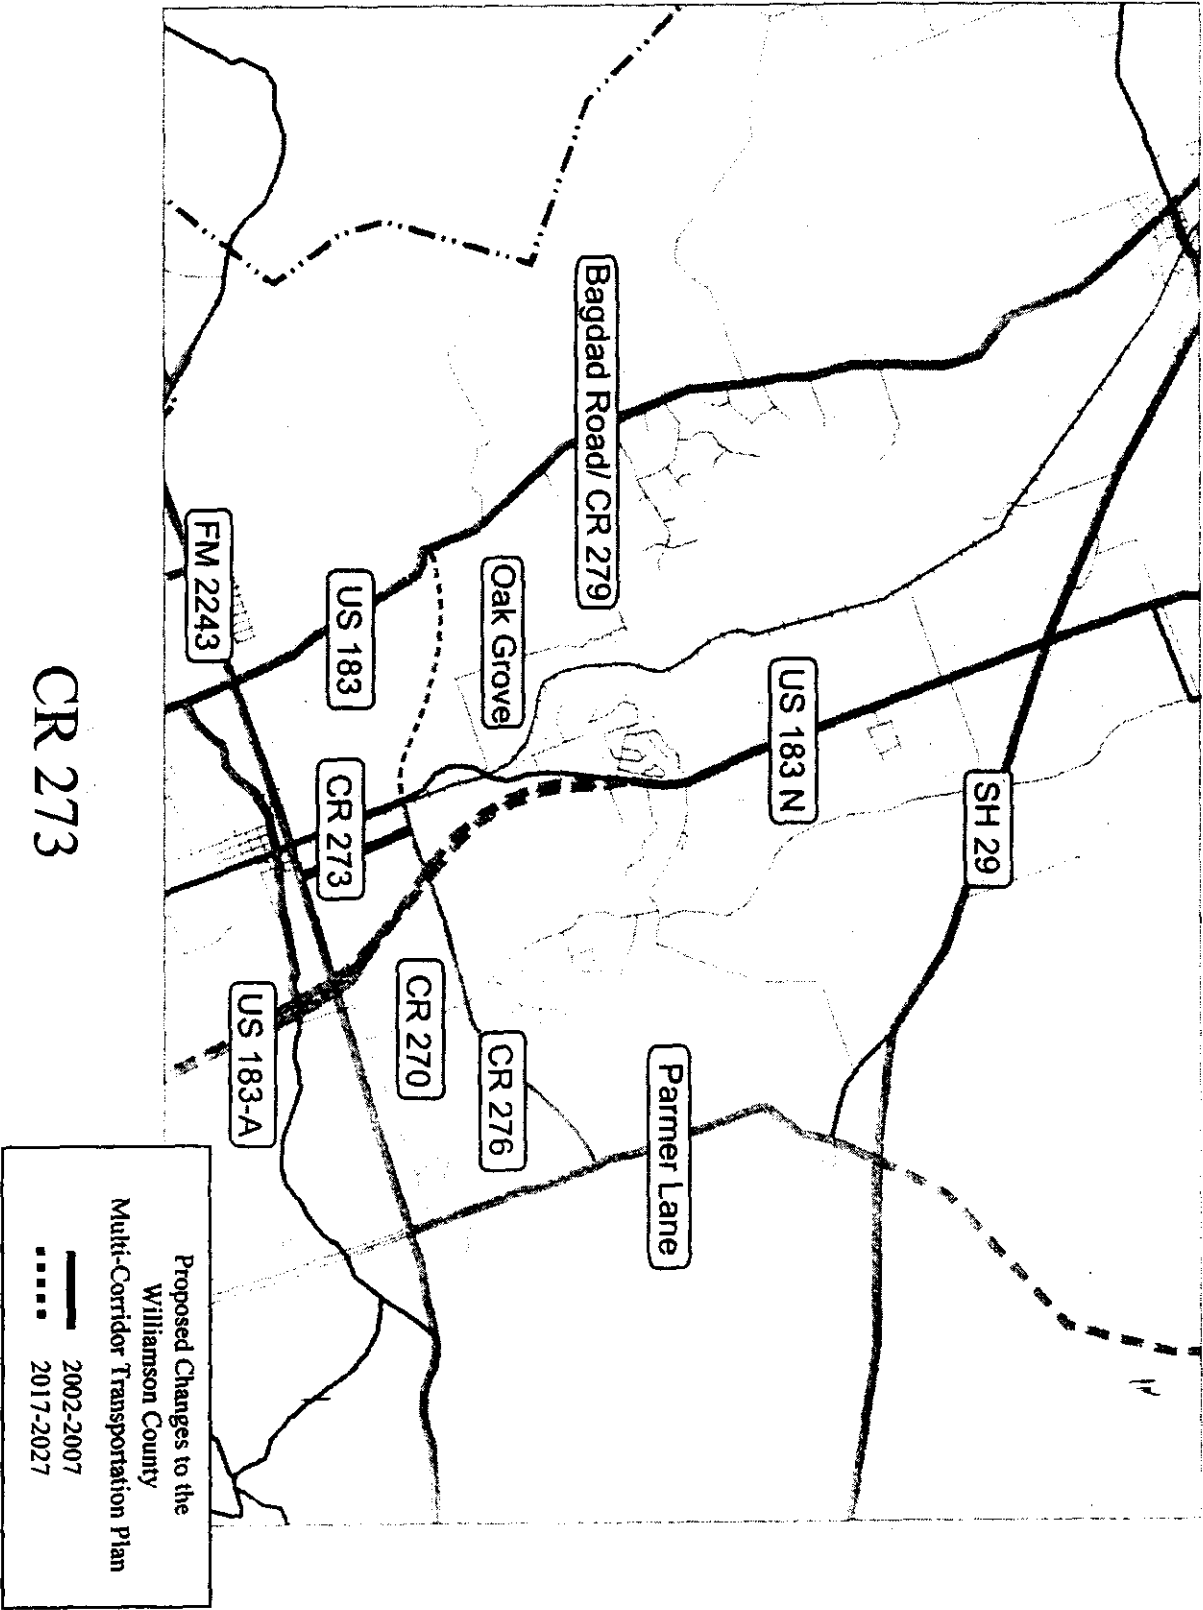 SH 29
US 183 N
Parmer Lane
Bagdad Road/ CR 279
Oak Grove
CR 276
CR 270
US 183
CR 273
US 183-A
FM 2243
CR 273
Proposed Changes to the
Williamson County
Multi-Corridor Transportation Plan
2002-2007
2017-2027